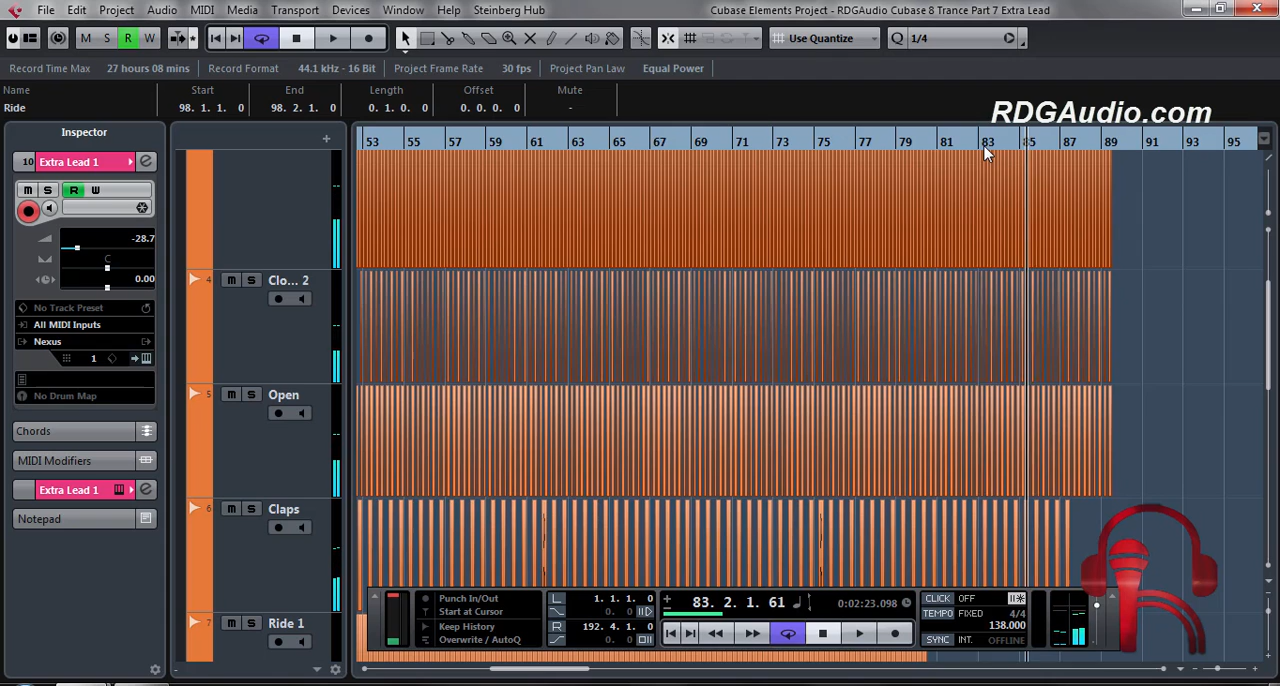 File Edit Project Audio MIDI Media Transport Devices Window Help Steinberg Hub
Cubase Elements Project - RDGAudio Cubase 8 Trance Part 7 Extra Lead
M S R W
Use Quantize
Q 1/4
Record Time Max 27 hours 08 mins Record Format 44.1 kHz - 16 Bit Project Frame Rate 30 fps Project Pan Law Equal Power
Name Start End Length Offset Mute
Ride 98. 1. 1. 0 98. 2. 1. 0 0. 1. 0. 0 0. 0. 0. 0 -
RDGAudio.com
Inspector
53 55 57 59 61 63 65 67 69 71 73 75 77 79 81 83 85 87 89 91 93 95
10 Extra Lead 1
m S R W
-28.7
C
0.00
No Track Preset
All MIDI Inputs
Nexus
1
No Drum Map
Chords
MIDI Modifiers
Extra Lead 1
Notepad
4 m S Clo... 2
5 m S Open
6 m S Claps
7 m S Ride 1
Punch In/Out
Start at Cursor
Keep History
Overwrite / AutoQ
L 1. 1. 1. 0
0. 0
R 192. 4. 1. 0
0. 0
83. 2. 1. 61
0:02:23.098
CLICK OFF
TEMPO FIXED 4/4
138.000
SYNC INT. OFFLINE